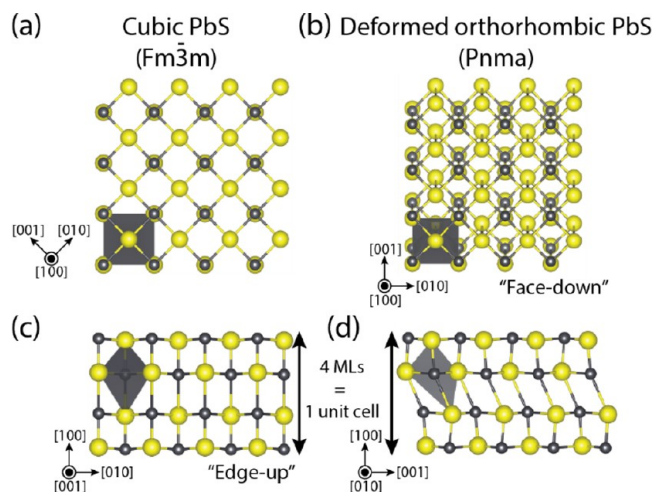 (a)
Cubic PbS
(Fm3̄m)
(b)
Deformed orthorhombic PbS
(Pnma)
[001]
[010]
[100]
[001]
[010]
[100]
"Face-down"
(c)
4 MLs
=
1 unit cell
(d)
[100]
[010]
[001]
"Edge-up"
[100]
[001]
[010]